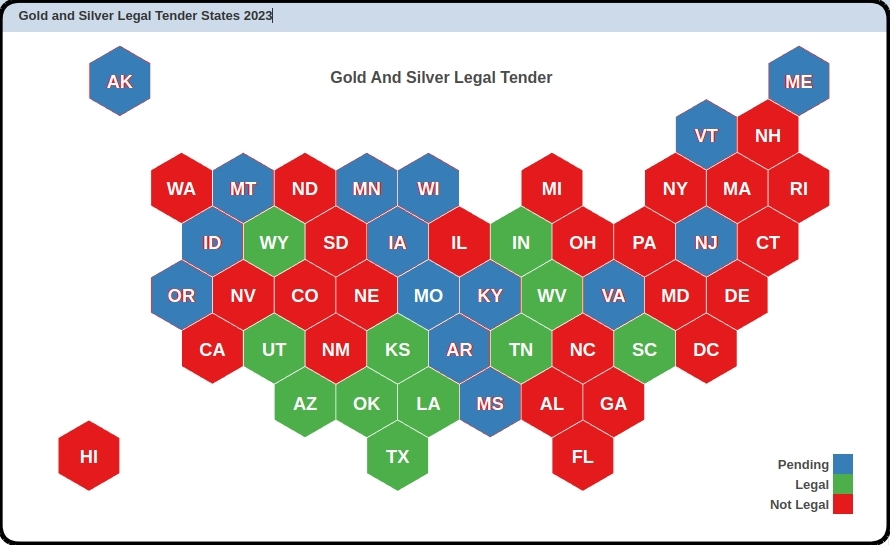 Gold and Silver Legal Tender States 2023
Gold And Silver Legal Tender
AK ME
VT NH
WA MT ND MN WI MI NY MA RI
ID WY SD IA IL IN OH PA NJ CT
OR NV CO NE MO KY WV VA MD DE
CA UT NM KS AR TN NC SC DC
AZ OK LA MS AL GA
HI TX FL
Pending
Legal
Not Legal